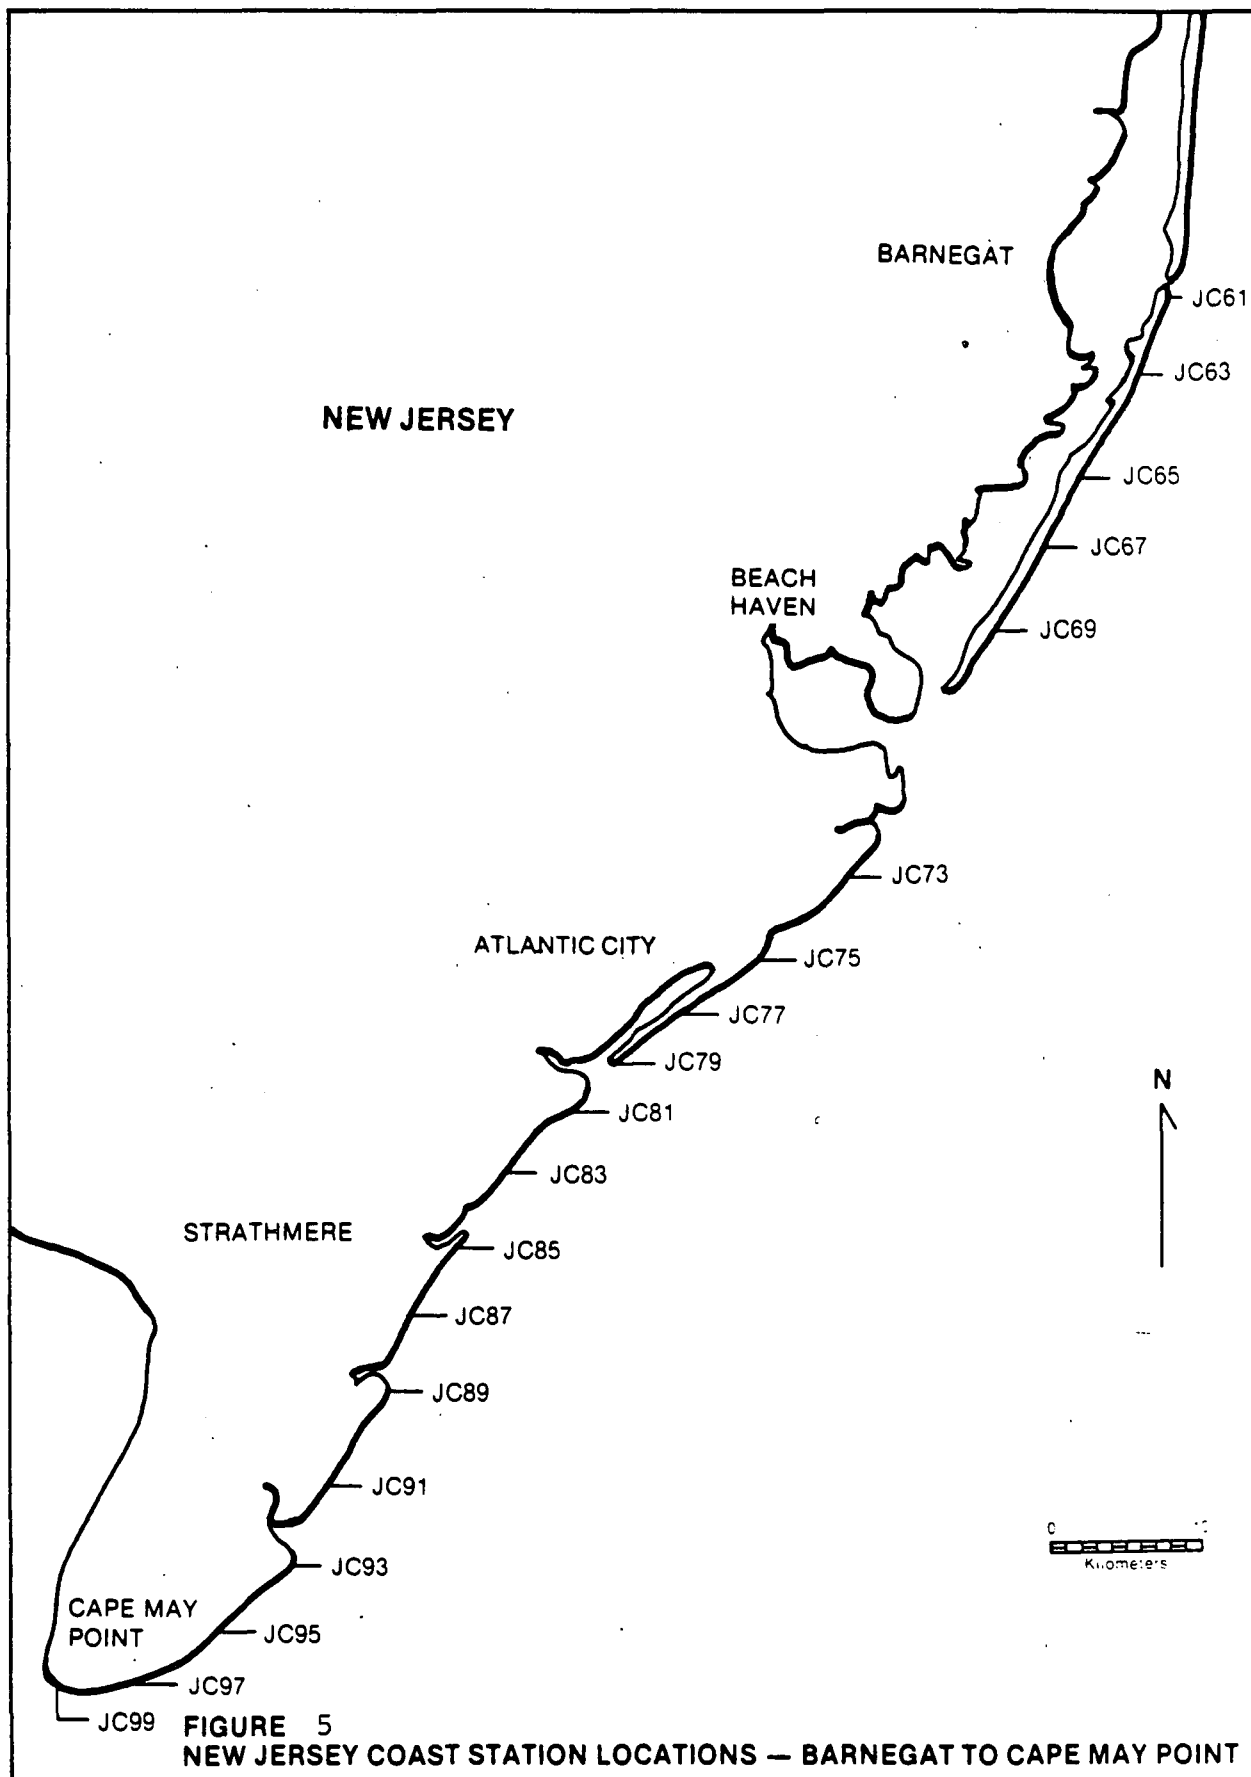 BARNEGAT
JC61
JC63
NEW JERSEY
JC65
JC67
BEACH
HAVEN
JC69
JC73
ATLANTIC CITY
JC75
JC77
JC79
N
JC81
JC83
STRATHMERE
JC85
JC87
JC89
JC91
0
Kilometers
JC93
CAPE MAY
POINT
JC95
JC97
JC99
FIGURE 5
NEW JERSEY COAST STATION LOCATIONS — BARNEGAT TO CAPE MAY POINT